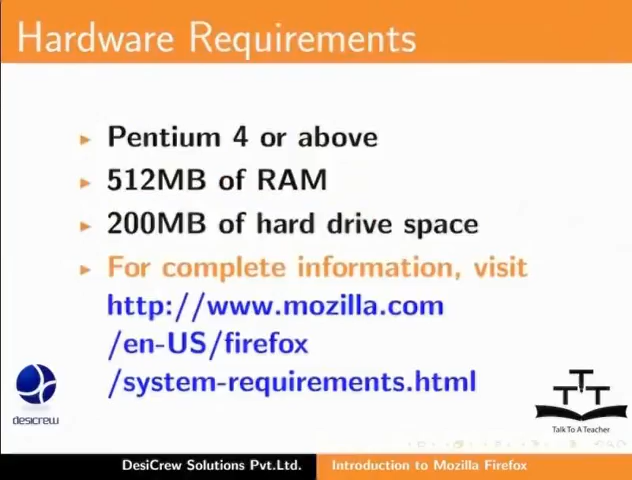 Hardware Requirements
Pentium 4 or above
512MB of RAM
200MB of hard drive space
For complete information, visit
http://www.mozilla.com
/en-US/firefox
/system-requirements.html
desicrew
TTT
Talk To A Teacher
DesiCrew Solutions Pvt.Ltd. Introduction to Mozilla Firefox